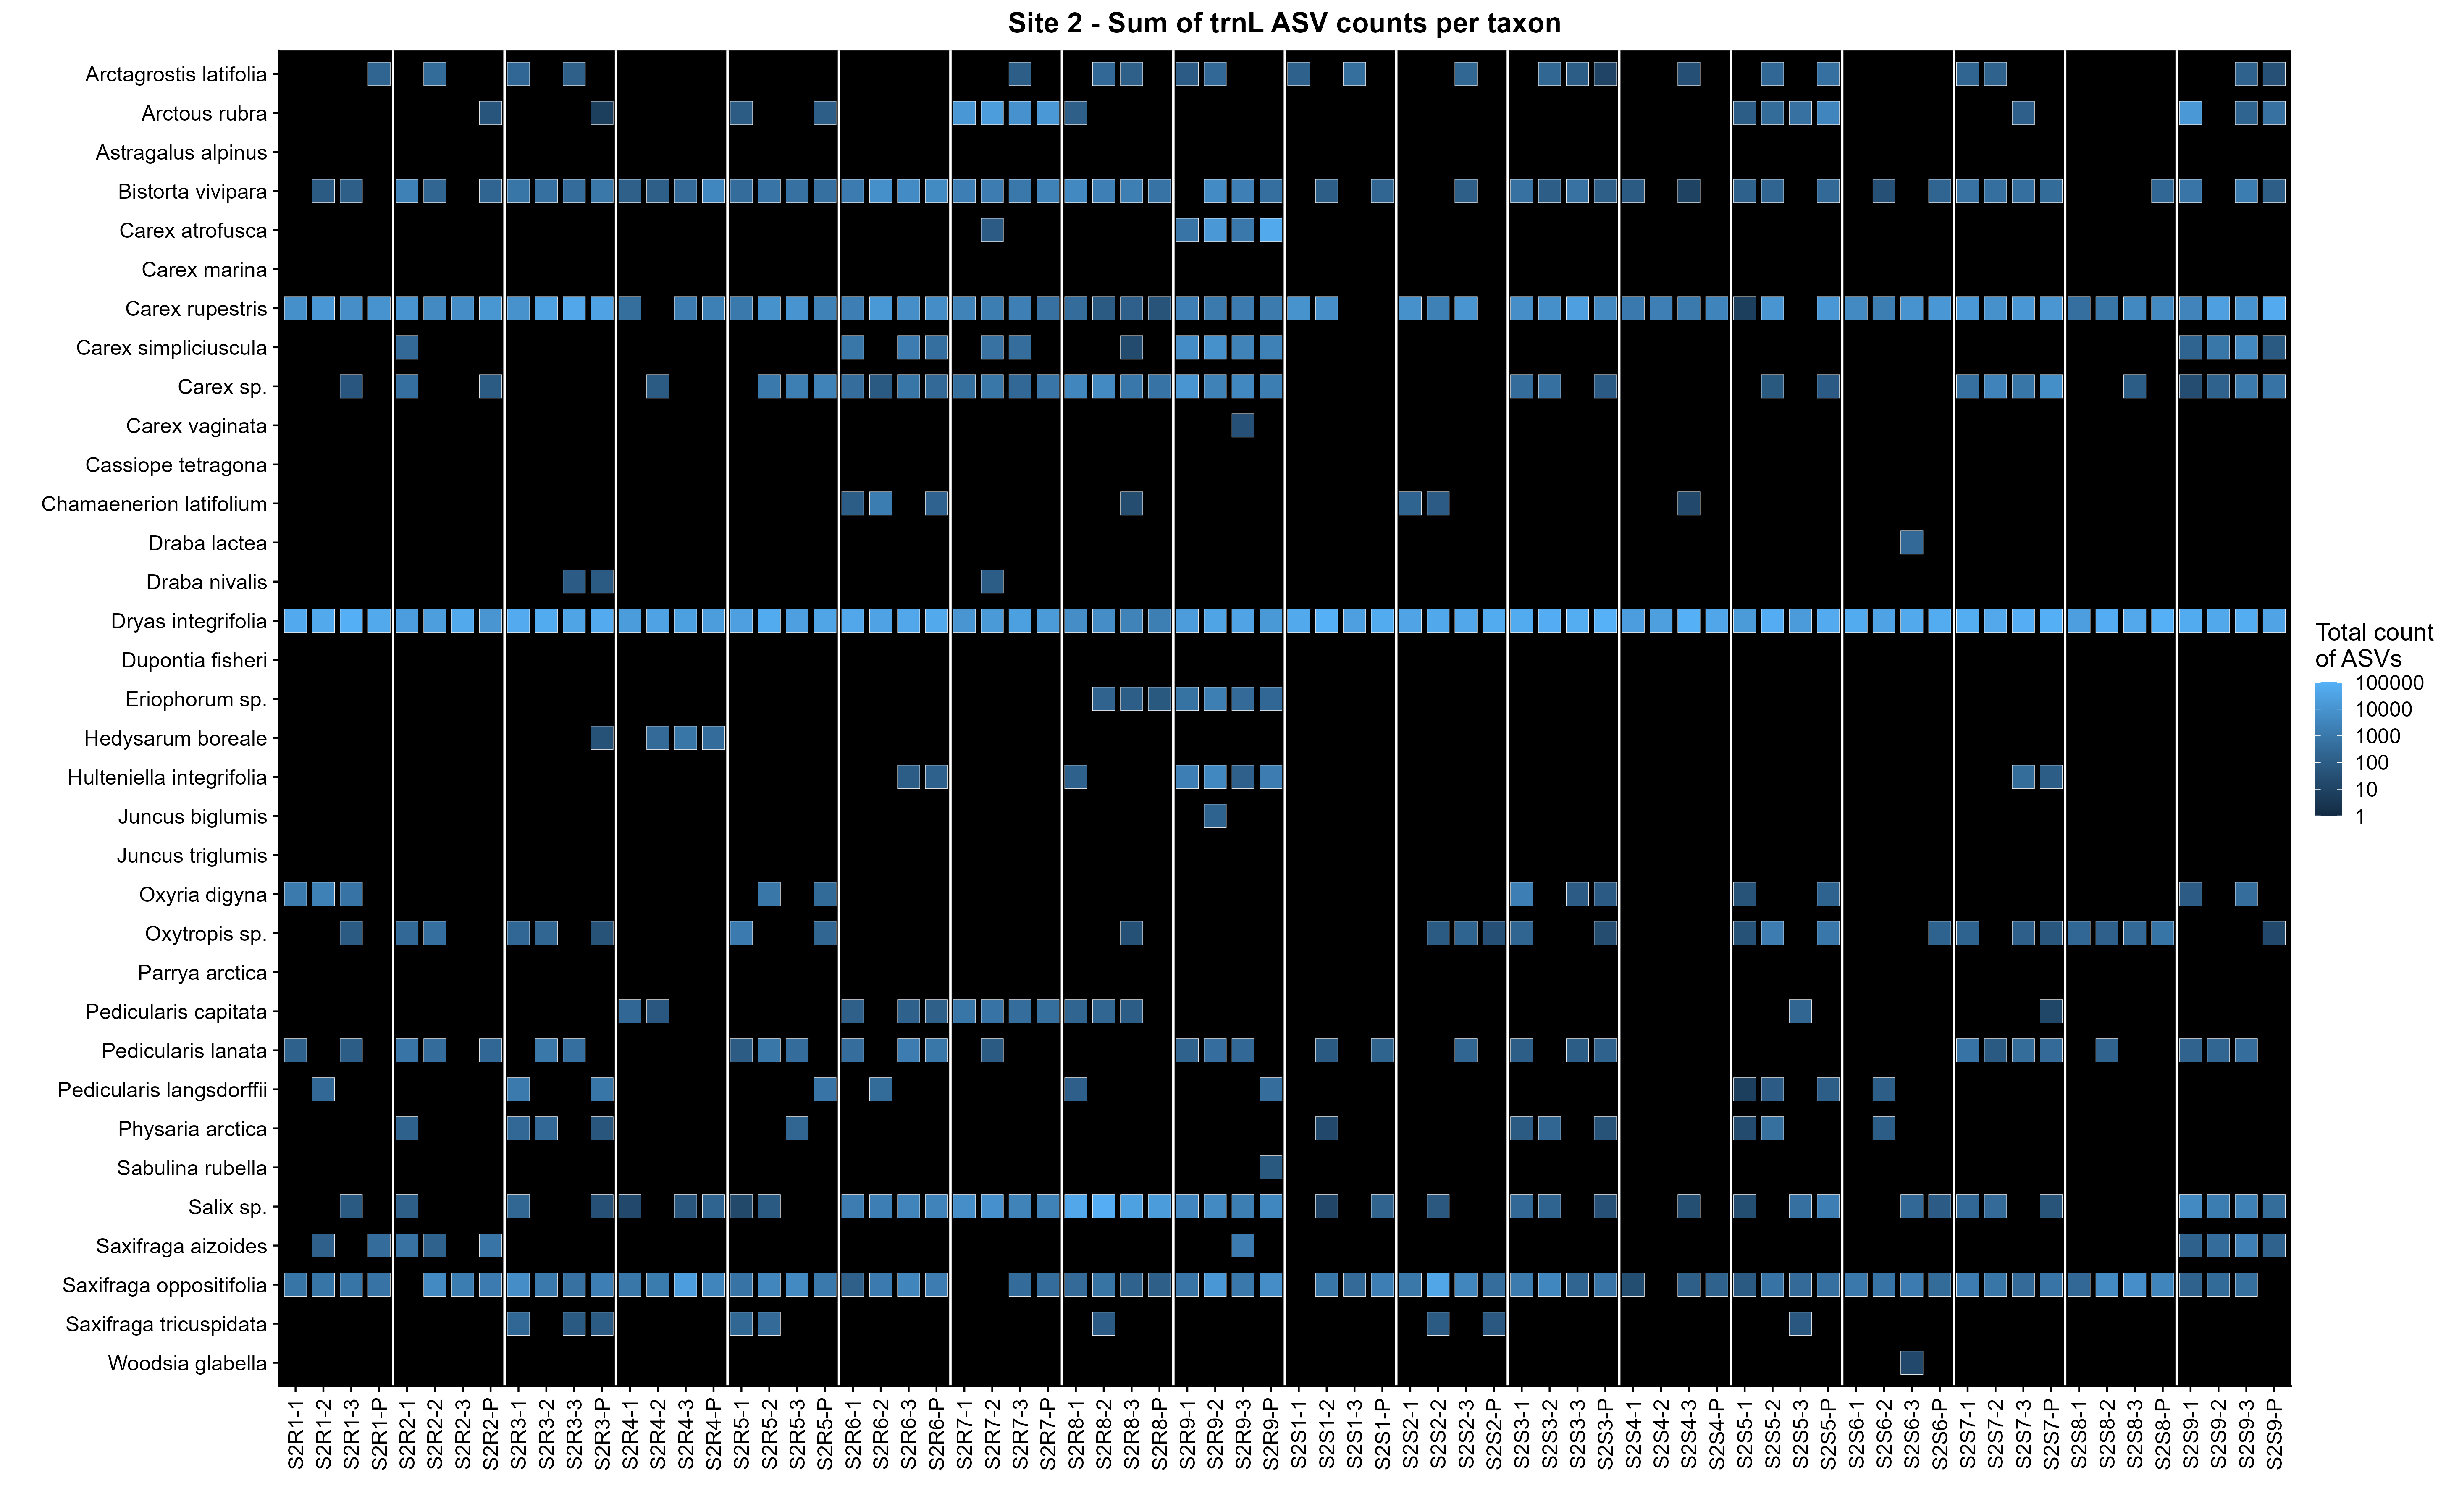 Site 2 - Sum of trnL ASV counts per taxon
Arctagrostis latifolia
Arctous rubra
Astragalus alpinus
Bistorta vivipara
Carex atrofusca
Carex marina
Carex rupestris
Carex simpliciuscula
Carex sp.
Carex vaginata
Cassiope tetragona
Chamaenerion latifolium
Draba lactea
Draba nivalis
Dryas integrifolia
Dupontia fisheri
Eriophorum sp.
Hedysarum boreale
Hulteniella integrifolia
Juncus biglumis
Juncus triglumis
Oxyria digyna
Oxytropis sp.
Parrya arctica
Pedicularis capitata
Pedicularis lanata
Pedicularis langsdorffii
Physaria arctica
Sabulina rubella
Salix sp.
Saxifraga aizoides
Saxifraga oppositifolia
Saxifraga tricuspidata
Woodsia glabella
S2R1-1
S2R1-2
S2R1-3
S2R1-P
S2R2-1
S2R2-2
S2R2-3
S2R2-P
S2R3-1
S2R3-2
S2R3-3
S2R3-P
S2R4-1
S2R4-2
S2R4-3
S2R4-P
S2R5-1
S2R5-2
S2R5-3
S2R5-P
S2R6-1
S2R6-2
S2R6-3
S2R6-P
S2R7-1
S2R7-2
S2R7-3
S2R7-P
S2R8-1
S2R8-2
S2R8-3
S2R8-P
S2R9-1
S2R9-2
S2R9-3
S2R9-P
S2S1-1
S2S1-2
S2S1-3
S2S1-P
S2S2-1
S2S2-2
S2S2-3
S2S2-P
S2S3-1
S2S3-2
S2S3-3
S2S3-P
S2S4-1
S2S4-2
S2S4-3
S2S4-P
S2S5-1
S2S5-2
S2S5-3
S2S5-P
S2S6-1
S2S6-2
S2S6-3
S2S6-P
S2S7-1
S2S7-2
S2S7-3
S2S7-P
S2S8-1
S2S8-2
S2S8-3
S2S8-P
S2S9-1
S2S9-2
S2S9-3
S2S9-P
Total count
of ASVs
100000
10000
1000
100
10
1